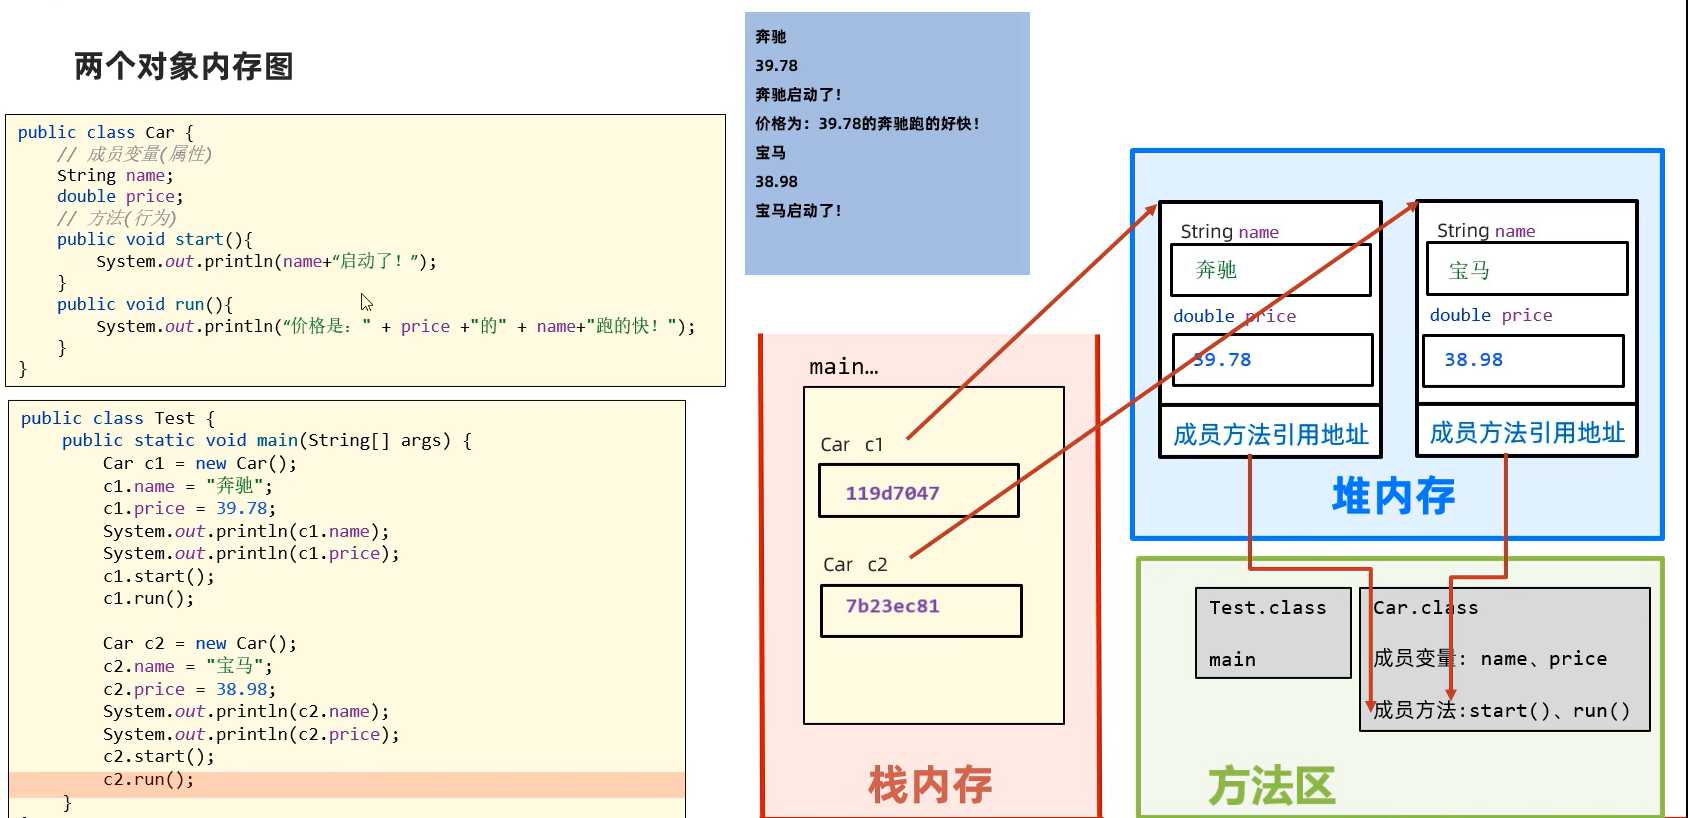 两个对象内存图
public class Car {
// 成员变量(属性)
String name;
double price;
// 方法(行为)
public void start(){
System.out.println(name+“启动了！”);
}
public void run(){
System.out.println(“价格是：" + price +"的" + name+"跑的快！");
}
}
public class Test {
public static void main(String[] args) {
Car c1 = new Car();
c1.name = "奔驰";
c1.price = 39.78;
System.out.println(c1.name);
System.out.println(c1.price);
c1.start();
c1.run();
Car c2 = new Car();
c2.name = "宝马";
c2.price = 38.98;
System.out.println(c2.name);
System.out.println(c2.price);
c2.start();
c2.run();
}
奔驰
39.78
奔驰启动了！
价格为：39.78的奔驰跑的好快！
宝马
38.98
宝马启动了！
main…
Car c1
119d7047
Car c2
7b23ec81
栈内存
String name
奔驰
double price
39.78
成员方法引用地址
String name
宝马
double price
38.98
成员方法引用地址
堆内存
Test.class
main
Car.class
成员变量: name、price
成员方法:start()、run()
方法区